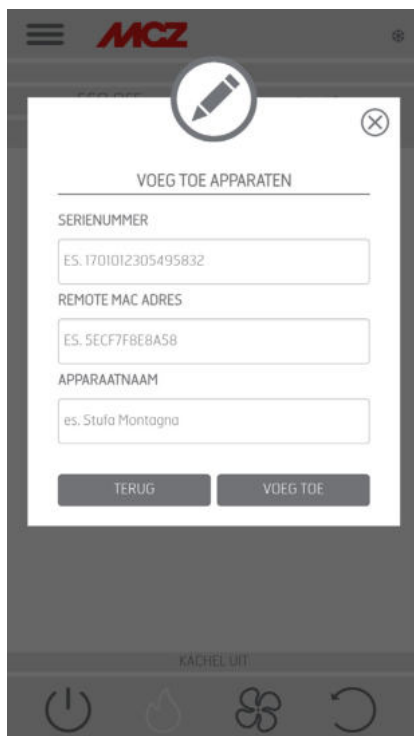 MCZ
VOEG TOE APPARATEN
SERIENUMMER
ES. 1701012305495832
REMOTE MAC ADRES
ES. 5ECF7F8E8A58
APPARAATNAAM
es. Stufa Montagna
TERUG VOEG TOE
KACHEL UIT